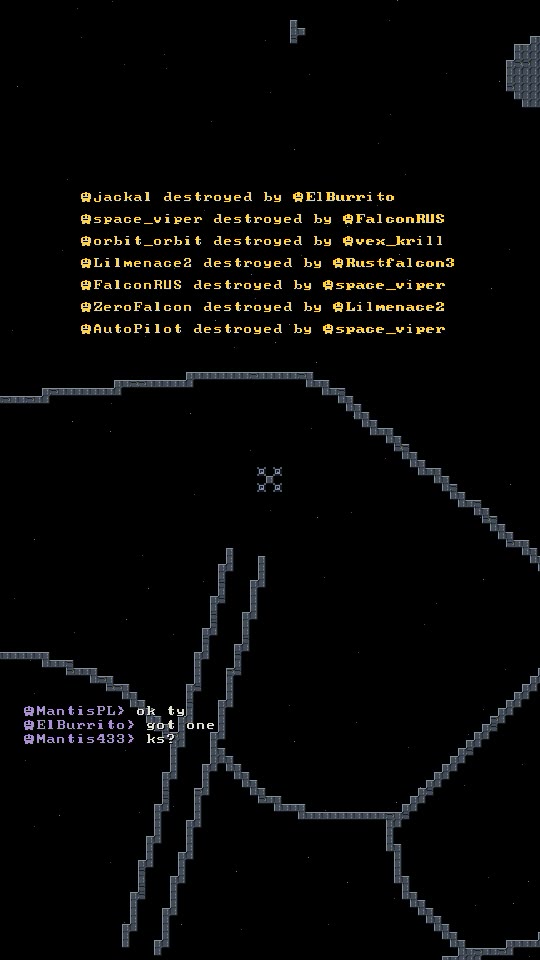 jackal destroyed by ElBurrito
space_viper destroyed by FalconRUS
orbit_orbit destroyed by vex_krill
Lilmenace2 destroyed by Rustfalcon3
FalconRUS destroyed by space_viper
ZeroFalcon destroyed by Lilmenace2
AutoPilot destroyed by space_viper
MantisPL> ok ty
ElBurrito> got one
Mantis433> ks?